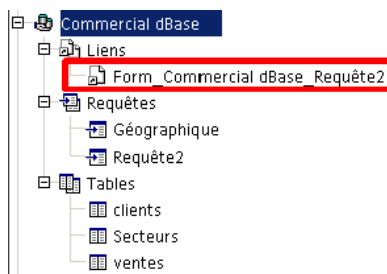 Commercial dBase
Liens
Form_Commercial dBase_Requête2
Requêtes
Géographique
Requête2
Tables
clients
Secteurs
ventes